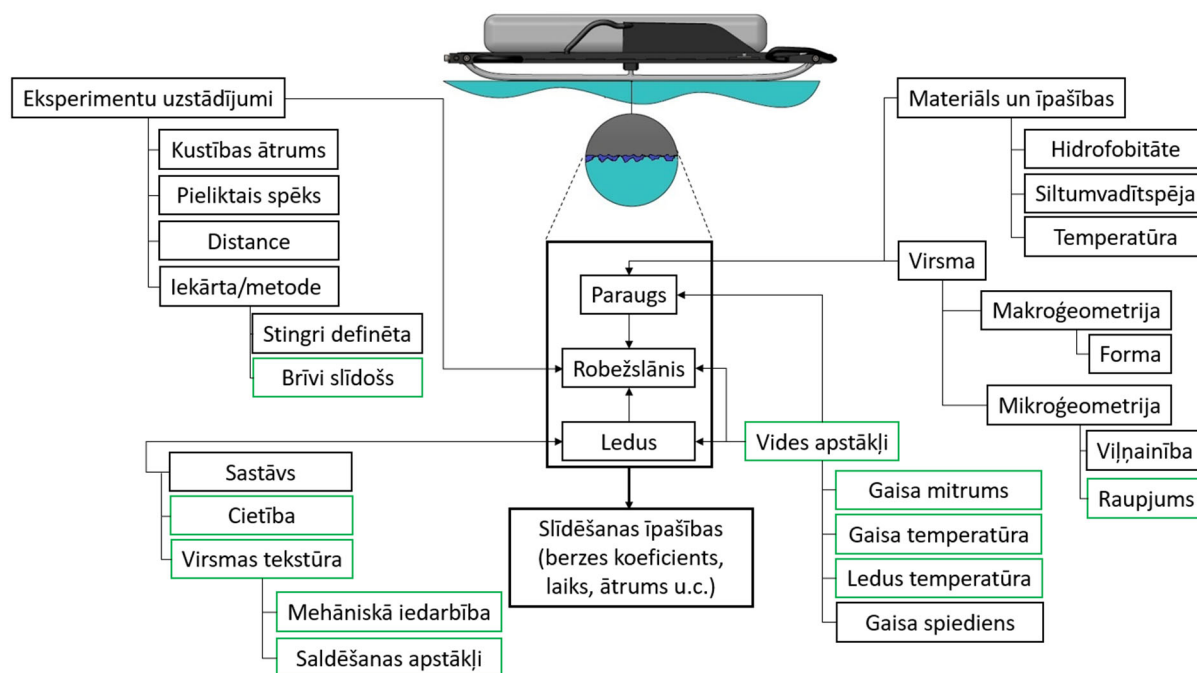 Eksperimentu uzstādījumi
Kustības ātrums
Pieliktais spēks
Distance
Iekārta/metode
Stingri definēta
Brīvi slīdošs
Sastāvs
Cietība
Virsmas tekstūra
Mehāniskā iedarbība
Saldēšanas apstākļi
Paraugs
Robežslānis
Ledus
Slīdēšanas īpašības
(berzes koeficients,
laiks, ātrums u.c.)
Materiāls un īpašības
Hidrofobitāte
Siltumvadītspēja
Temperatūra
Virsma
Makroģeometrija
Forma
Mikroģeometrija
Viļņainība
Raupjums
Vides apstākļi
Gaisa mitrums
Gaisa temperatūra
Ledus temperatūra
Gaisa spiediens